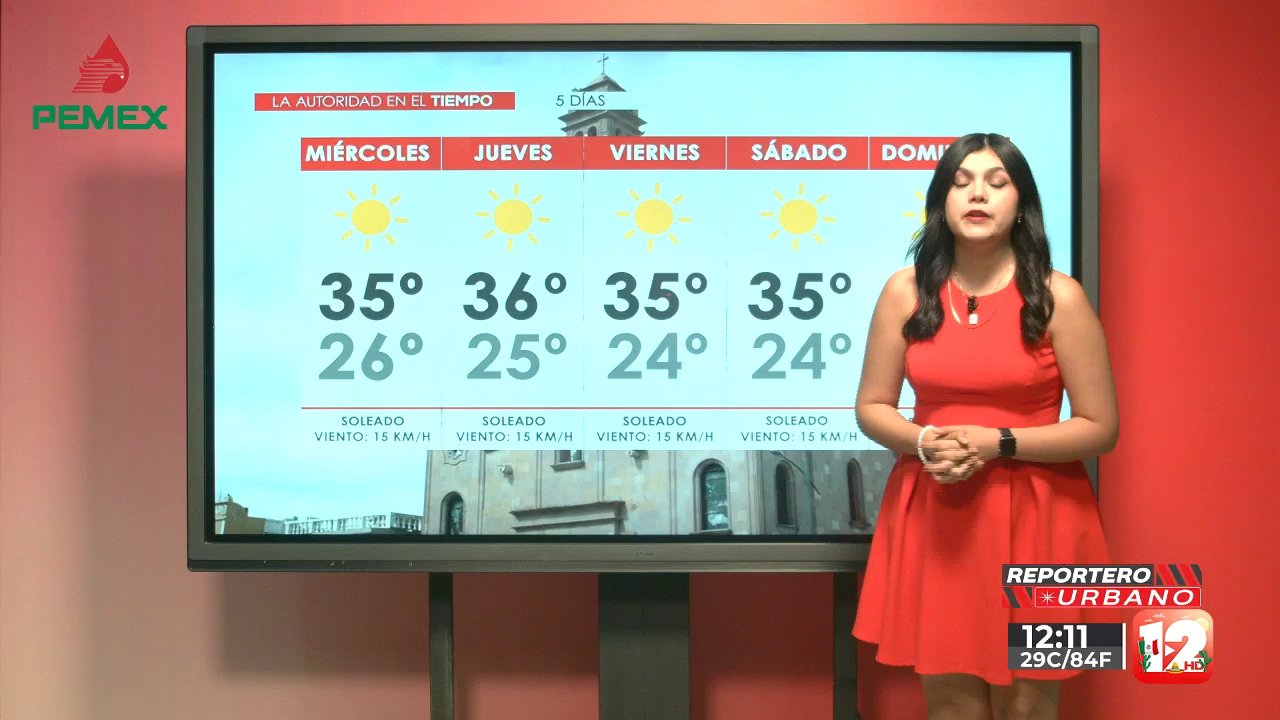 PEMEX
LA AUTORIDAD EN EL TIEMPO
5 DÍAS
MIÉRCOLES JUEVES VIERNES SÁBADO
35° 36° 35° 35°
26° 25° 24° 24°
SOLEADO SOLEADO SOLEADO SOLEADO
VIENTO: 15 KM/H VIENTO: 15 KM/H VIENTO: 15 KM/H VIENTO: 15 KM/H
REPORTERO
URBANO
12:11
29C/84F
12
HD